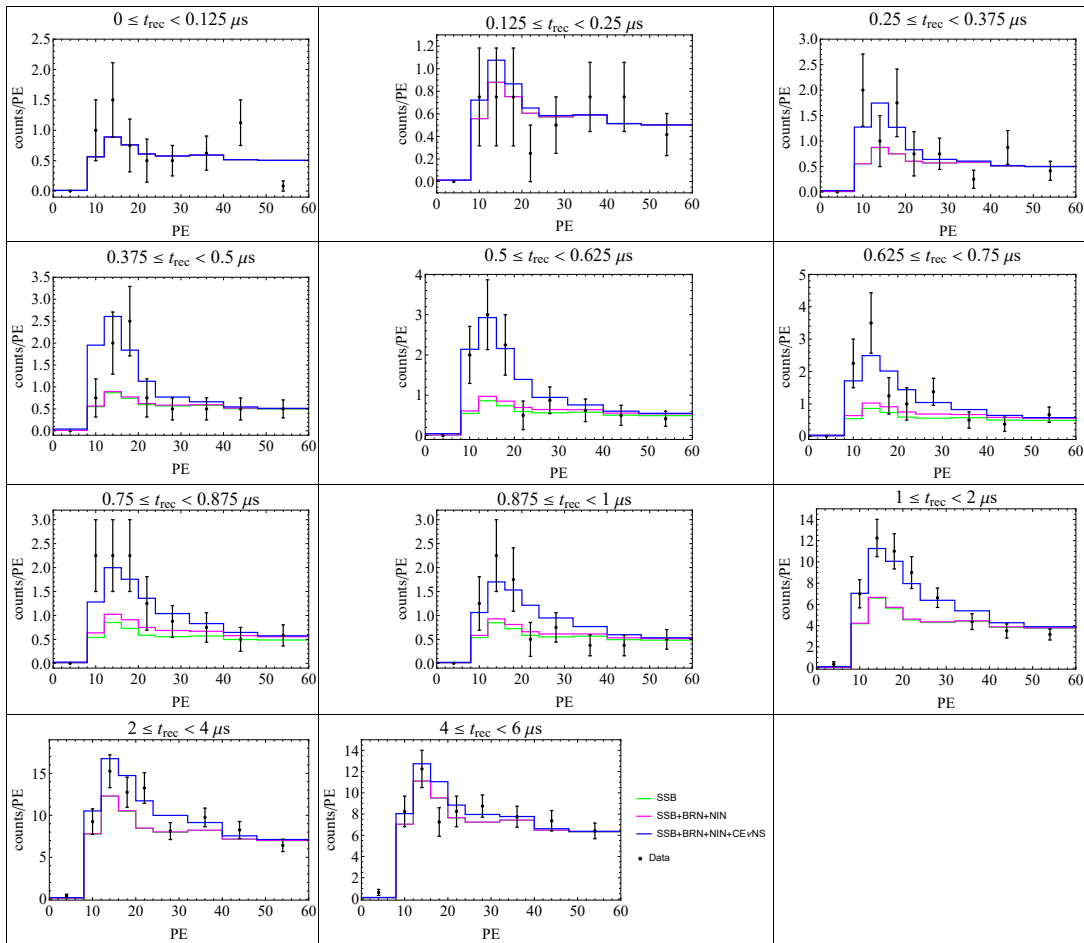 0 ≤ t_rec < 0.125 μs
counts/PE
2.5
2.0
1.5
1.0
0.5
0.0
0 10 20 30 40 50 60
PE
0.125 ≤ t_rec < 0.25 μs
counts/PE
1.2
1.0
0.8
0.6
0.4
0.2
0.0
0 10 20 30 40 50 60
PE
0.25 ≤ t_rec < 0.375 μs
counts/PE
3.0
2.5
2.0
1.5
1.0
0.5
0.0
0 10 20 30 40 50 60
PE
0.375 ≤ t_rec < 0.5 μs
counts/PE
3.5
3.0
2.5
2.0
1.5
1.0
0.5
0.0
0 10 20 30 40 50 60
PE
0.5 ≤ t_rec < 0.625 μs
counts/PE
4
3
2
1
0
0 10 20 30 40 50 60
PE
0.625 ≤ t_rec < 0.75 μs
counts/PE
5
4
3
2
1
0
0 10 20 30 40 50 60
PE
0.75 ≤ t_rec < 0.875 μs
counts/PE
3.0
2.5
2.0
1.5
1.0
0.5
0.0
0 10 20 30 40 50 60
PE
0.875 ≤ t_rec < 1 μs
counts/PE
3.0
2.5
2.0
1.5
1.0
0.5
0.0
0 10 20 30 40 50 60
PE
1 ≤ t_rec < 2 μs
counts/PE
14
12
10
8
6
4
2
0
0 10 20 30 40 50 60
PE
2 ≤ t_rec < 4 μs
counts/PE
15
10
5
0
0 10 20 30 40 50 60
PE
4 ≤ t_rec < 6 μs
counts/PE
14
12
10
8
6
4
2
0
0 10 20 30 40 50 60
PE
SSB
SSB+BRN+NIN
SSB+BRN+NIN+CEνNS
Data